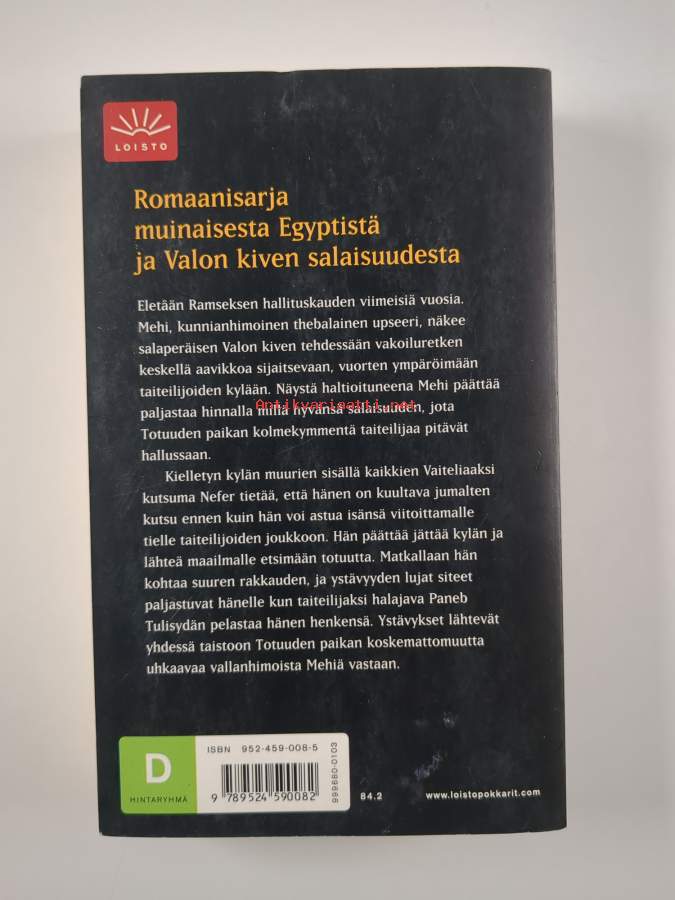 LOISTO
Romaanisarja
muinaisesta Egyptistä
ja Valon kiven salaisuudesta
Eletään Ramseksen hallituskauden viimeisiä vuosia.
Mehi, kunnianhimoinen thebalainen upseeri, näkee
salaperäisen Valon kiven tehdessään vakoiluretken
keskellä aavikkoa sijaitsevaan, vuorten ympäröimään
taiteilijoiden kylään. Näystä haltioituneena Mehi päättää
paljastaa hinnalla millä hyvänsä salaisuuden, jota
Antikvariaatti.net
Totuuden paikan kolmekymmentä taiteilijaa pitävät
hallussaan.
Kielletyn kylän muurien sisällä kaikkien Vaiteliaaksi
kutsuma Nefer tietää, että hänen on kuultava jumalten
kutsu ennen kuin hän voi astua isänsä viitoittamalle
tielle taiteilijoiden joukkoon. Hän päättää jättää kylän ja
lähteä maailmalle etsimään totuutta. Matkallaan hän
kohtaa suuren rakkauden, ja ystävyyden lujat siteet
paljastuvat hänelle kun taiteilijaksi halajava Paneb
Tulisydän pelastaa hänen henkensä. Ystävykset lähtevät
yhdessä taistoon Totuuden paikan koskemattomuutta
uhkaavaa vallanhimoista Mehiä vastaan.
D
HINTARYHMÄ
ISBN 952-459-008-5
9 789524 590082
999680-0103
84.2
www.loistopokkarit.com